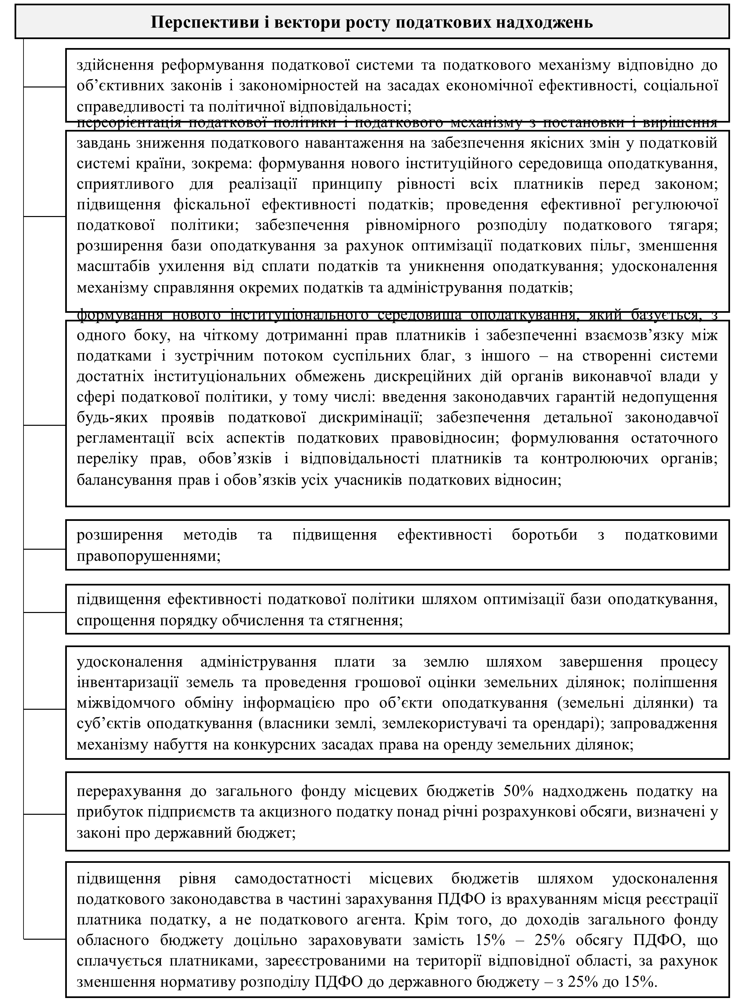 Перспективи і вектори росту податкових надходжень
здійснення реформування податкової системи та податкового механізму відповідно до
об’єктивних законів і закономірностей на засадах економічної ефективності, соціальної
справедливості та політичної відповідальності;
переорієнтація податкової політики і податкового механізму з постановки і вирішення
завдань зниження податкового навантаження на забезпечення якісних змін у податковій
системі країни, зокрема: формування нового інституційного середовища оподаткування,
сприятливого для реалізації принципу рівності всіх платників перед законом;
підвищення фіскальної ефективності податків; проведення ефективної регулюючої
податкової політики; забезпечення рівномірного розподілу податкового тягаря;
розширення бази оподаткування за рахунок оптимізації податкових пільг, зменшення
масштабів ухилення від сплати податків та уникнення оподаткування; удосконалення
механізму справляння окремих податків та адміністрування податків;
формування нового інституціонального середовища оподаткування, який базується, з
одного боку, на чіткому дотриманні прав платників і забезпеченні взаємозв’язку між
податками і зустрічним потоком суспільних благ, з іншого – на створенні системи
достатніх інституціональних обмежень дискреційних дій органів виконавчої влади у
сфері податкової політики, у тому числі: введення законодавчих гарантій недопущення
будь-яких проявів податкової дискримінації; забезпечення детальної законодавчої
регламентації всіх аспектів податкових правовідносин; формулювання остаточного
переліку прав, обов’язків і відповідальності платників та контролюючих органів;
балансування прав і обов’язків усіх учасників податкових відносин;
розширення методів та підвищення ефективності боротьби з податковими
правопорушеннями;
підвищення ефективності податкової політики шляхом оптимізації бази оподаткування,
спрощення порядку обчислення та стягнення;
удосконалення адміністрування плати за землю шляхом завершення процесу
інвентаризації земель та проведення грошової оцінки земельних ділянок; поліпшення
міжвідомчого обміну інформацією про об’єкти оподаткування (земельні ділянки) та
суб’єктів оподаткування (власники землі, землекористувачі та орендарі); запровадження
механізму набуття на конкурсних засадах права на оренду земельних ділянок;
перерахування до загального фонду місцевих бюджетів 50% надходжень податку на
прибуток підприємств та акцизного податку понад річні розрахункові обсяги, визначені у
законі про державний бюджет;
підвищення рівня самодостатності місцевих бюджетів шляхом удосконалення
податкового законодавства в частині зарахування ПДФО із врахуванням місця реєстрації
платника податку, а не податкового агента. Крім того, до доходів загального фонду
обласного бюджету доцільно зараховувати замість 15% – 25% обсягу ПДФО, що
сплачується платниками, зареєстрованими на території відповідної області, за рахунок
зменшення нормативу розподілу ПДФО до державного бюджету – з 25% до 15%.